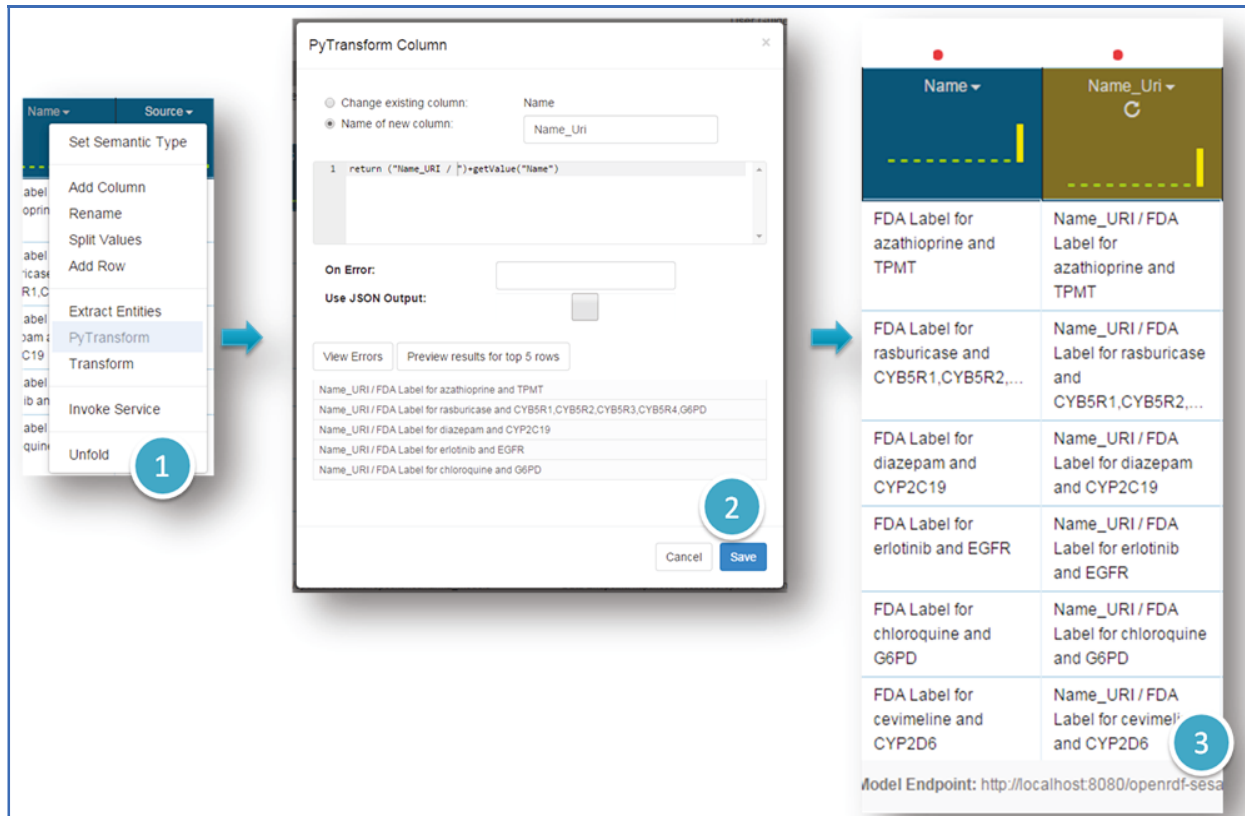 Name
Source
Set Semantic Type
Add Column
Rename
Split Values
Add Row
Extract Entities
PyTransform
Transform
Invoke Service
Unfold
1
PyTransform Column
×
Change existing column: Name
Name of new column: Name_Uri
1 return ("Name_URI / ")+getValue("Name")
On Error:
Use JSON Output:
View Errors Preview results for top 5 rows
Name_URI / FDA Label for azathioprine and TPMT
Name_URI / FDA Label for rasburicase and CYB5R1,CYB5R2,CYB5R3,CYB5R4,G6PD
Name_URI / FDA Label for diazepam and CYP2C19
Name_URI / FDA Label for erlotinib and EGFR
Name_URI / FDA Label for chloroquine and G6PD
2
Cancel Save
Name Name_Uri
FDA Label for
azathioprine and
TPMT
Name_URI / FDA
Label for
azathioprine and
TPMT
FDA Label for
rasburicase and
CYB5R1,CYB5R2,...
Name_URI / FDA
Label for rasburicase
and
CYB5R1,CYB5R2,...
FDA Label for
diazepam and
CYP2C19
Name_URI / FDA
Label for diazepam
and CYP2C19
FDA Label for
erlotinib and EGFR
Name_URI / FDA
Label for erlotinib
and EGFR
FDA Label for
chloroquine and
G6PD
Name_URI / FDA
Label for chloroquine
and G6PD
FDA Label for
cevimeline and
CYP2D6
Name_URI / FDA
Label for cevimeli
and CYP2D6
3
Model Endpoint: http://localhost:8080/openrdf-sesa